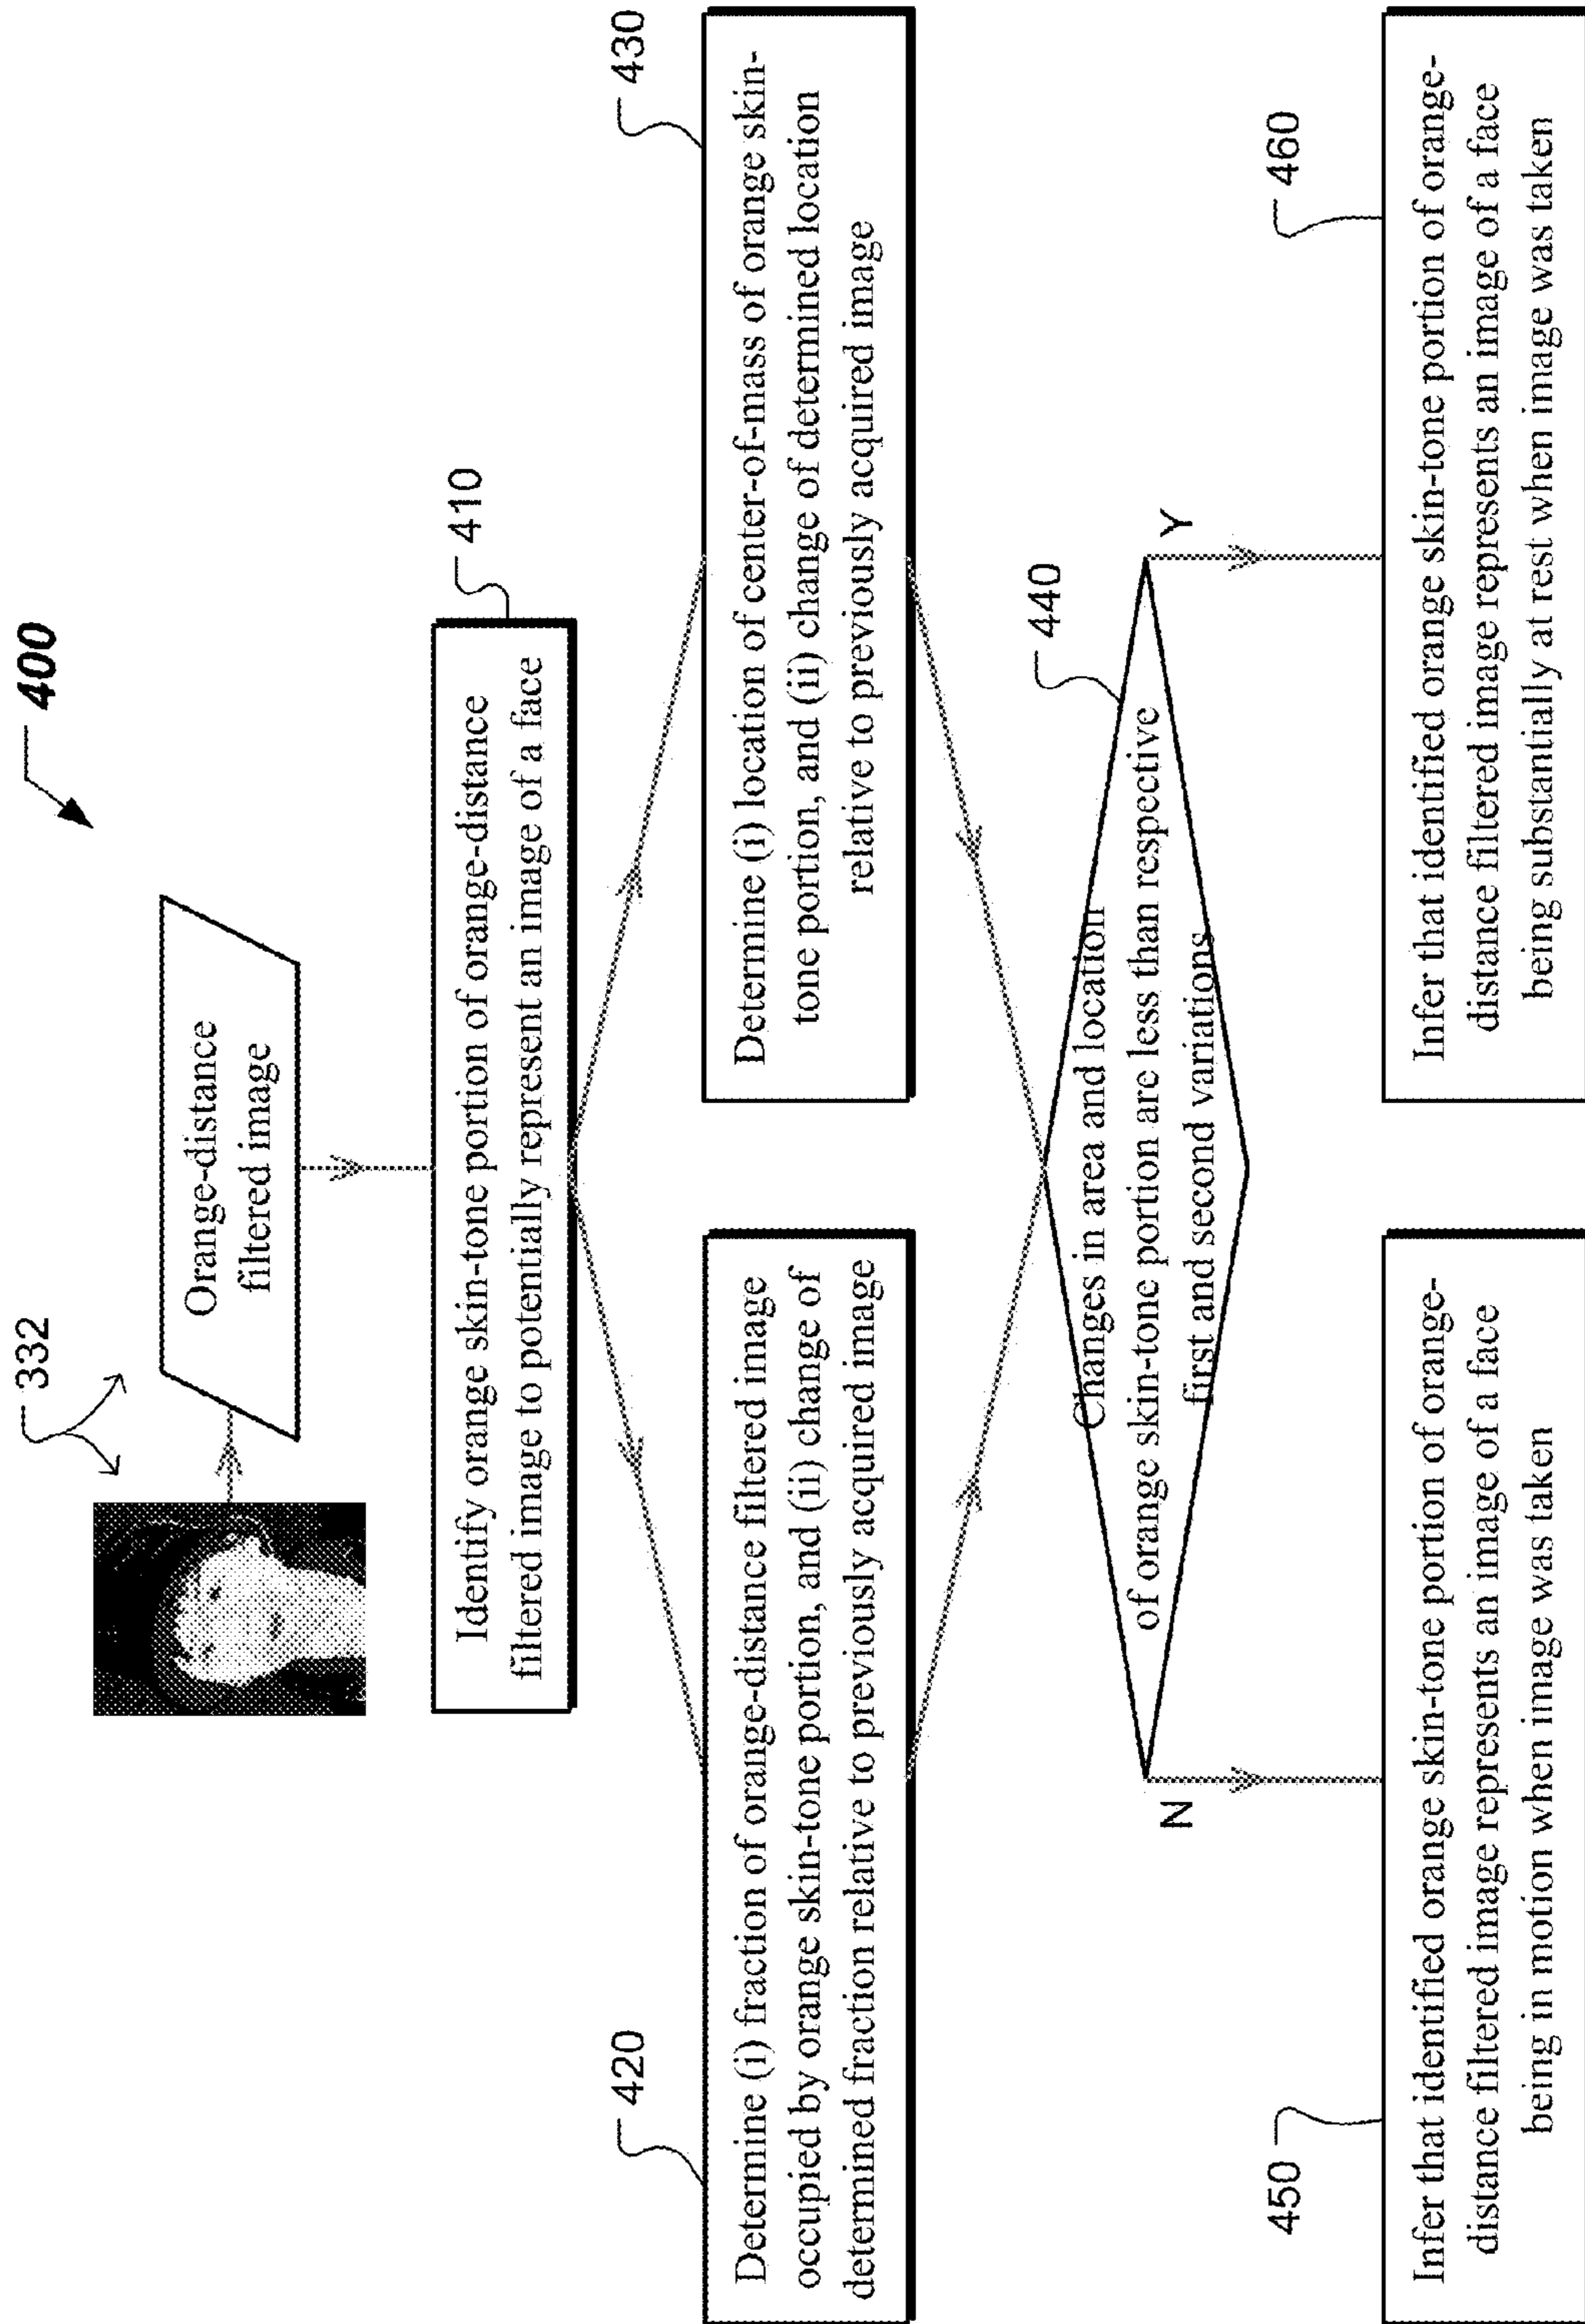 400
332
Orange-distance
filtered image
410
Identify orange skin-tone portion of orange-distance
filtered image to potentially represent an image of a face
420
Determine (i) fraction of orange-distance filtered image
occupied by orange skin-tone portion, and (ii) change of
determined fraction relative to previously acquired image
430
Determine (i) location of center-of-mass of orange skin-
tone portion, and (ii) change of determined location
relative to previously acquired image
440
Changes in area and location
of orange skin-tone portion are less than respective
first and second variations
N
Y
450
Infer that identified orange skin-tone portion of orange-
distance filtered image represents an image of a face
being in motion when image was taken
460
Infer that identified orange skin-tone portion of orange-
distance filtered image represents an image of a face
being substantially at rest when image was taken